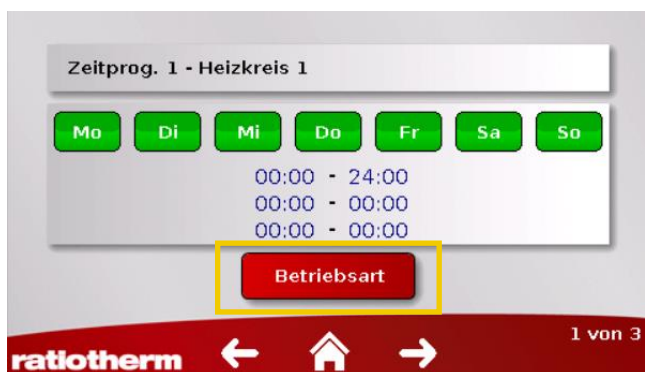 Zeitprog. 1 - Heizkreis 1
Mo Di Mi Do Fr Sa So
00:00 - 24:00
00:00 - 00:00
00:00 - 00:00
Betriebsart
1 von 3
ratiotherm